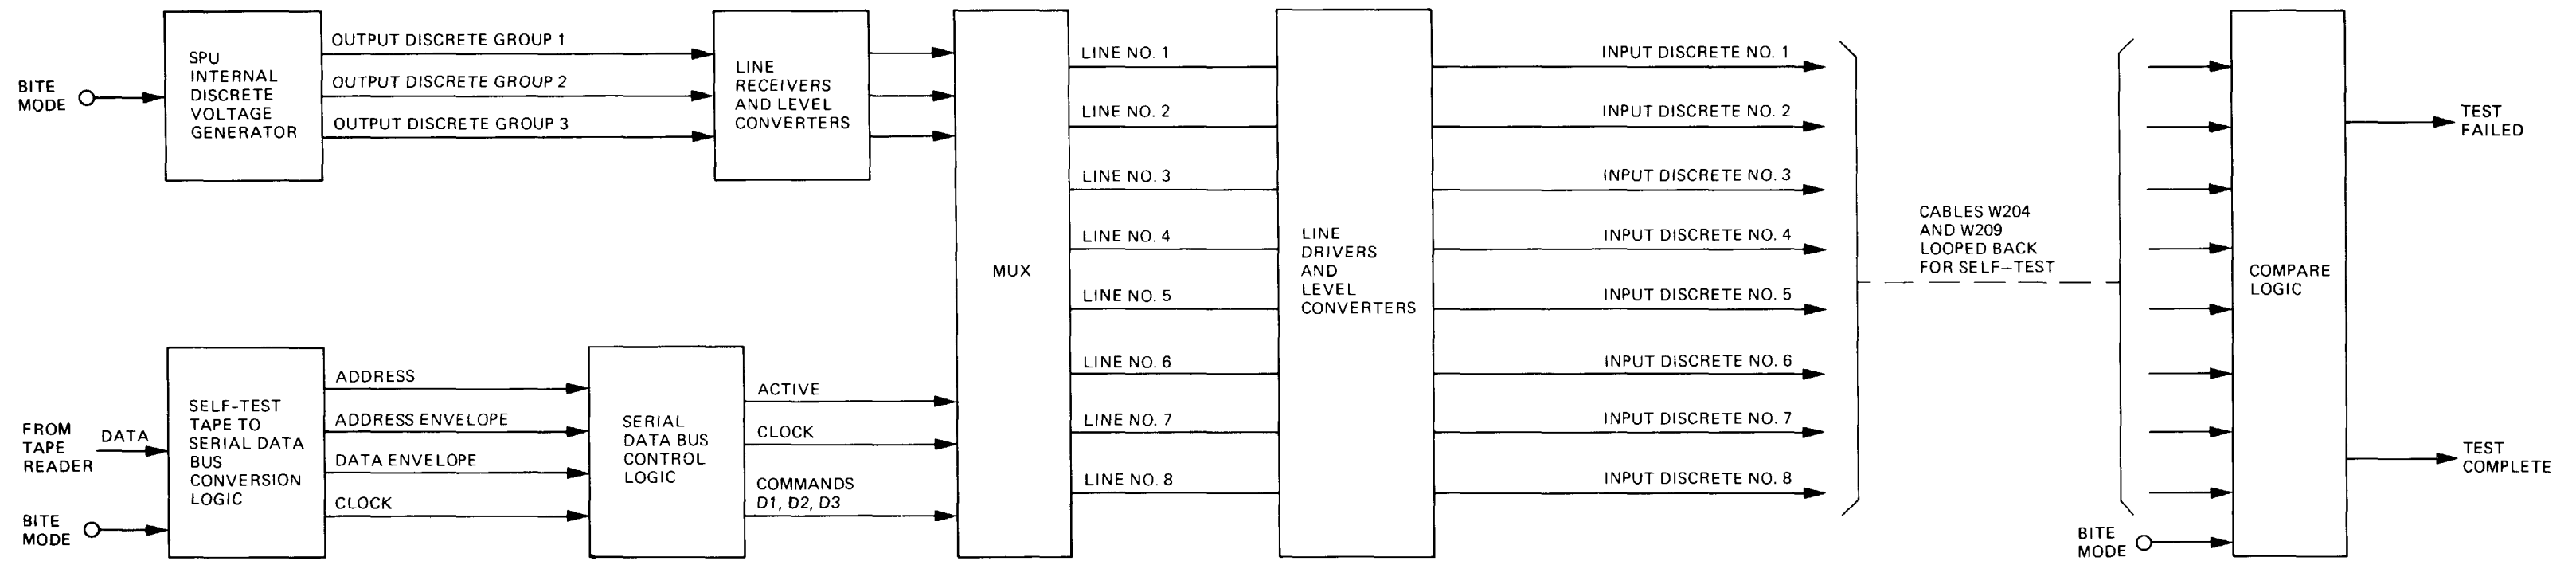 BITE
MODE
SPU
INTERNAL
DISCRETE
VOLTAGE
GENERATOR
OUTPUT DISCRETE GROUP 1
OUTPUT DISCRETE GROUP 2
OUTPUT DISCRETE GROUP 3
LINE
RECEIVERS
AND LEVEL
CONVERTERS
FROM
TAPE
READER
DATA
BITE
MODE
SELF-TEST
TAPE TO
SERIAL DATA
BUS
CONVERSION
LOGIC
ADDRESS
ADDRESS ENVELOPE
DATA ENVELOPE
CLOCK
SERIAL
DATA BUS
CONTROL
LOGIC
ACTIVE
CLOCK
COMMANDS
D1, D2, D3
MUX
LINE NO. 1
LINE NO. 2
LINE NO. 3
LINE NO. 4
LINE NO. 5
LINE NO. 6
LINE NO. 7
LINE NO. 8
LINE
DRIVERS
AND
LEVEL
CONVERTERS
INPUT DISCRETE NO. 1
INPUT DISCRETE NO. 2
INPUT DISCRETE NO. 3
INPUT DISCRETE NO. 4
INPUT DISCRETE NO. 5
INPUT DISCRETE NO. 6
INPUT DISCRETE NO. 7
INPUT DISCRETE NO. 8
CABLES W204
AND W209
LOOPED BACK
FOR SELF-TEST
BITE
MODE
COMPARE
LOGIC
TEST
FAILED
TEST
COMPLETE